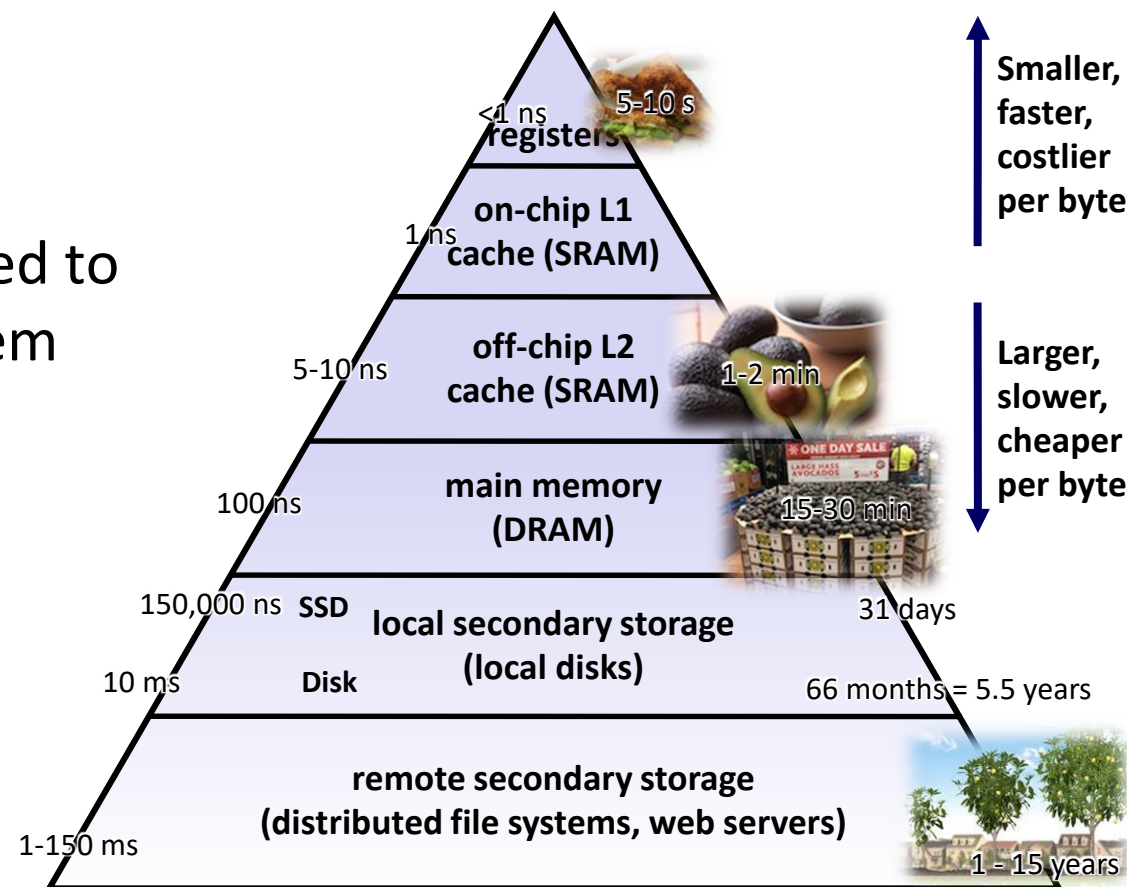 <1 ns
5-10 s
registers
on-chip L1
cache (SRAM)
1 ns
off-chip L2
cache (SRAM)
5-10 ns
1-2 min
main memory
(DRAM)
100 ns
ONE DAY SALE
LARGE HASS
AVOCADOS
15-30 min
150,000 ns
SSD
local secondary storage
(local disks)
31 days
10 ms
Disk
66 months = 5.5 years
remote secondary storage
(distributed file systems, web servers)
1-150 ms
1 - 15 years
Smaller,
faster,
costlier
per byte
Larger,
slower,
cheaper
per byte
ed to
em